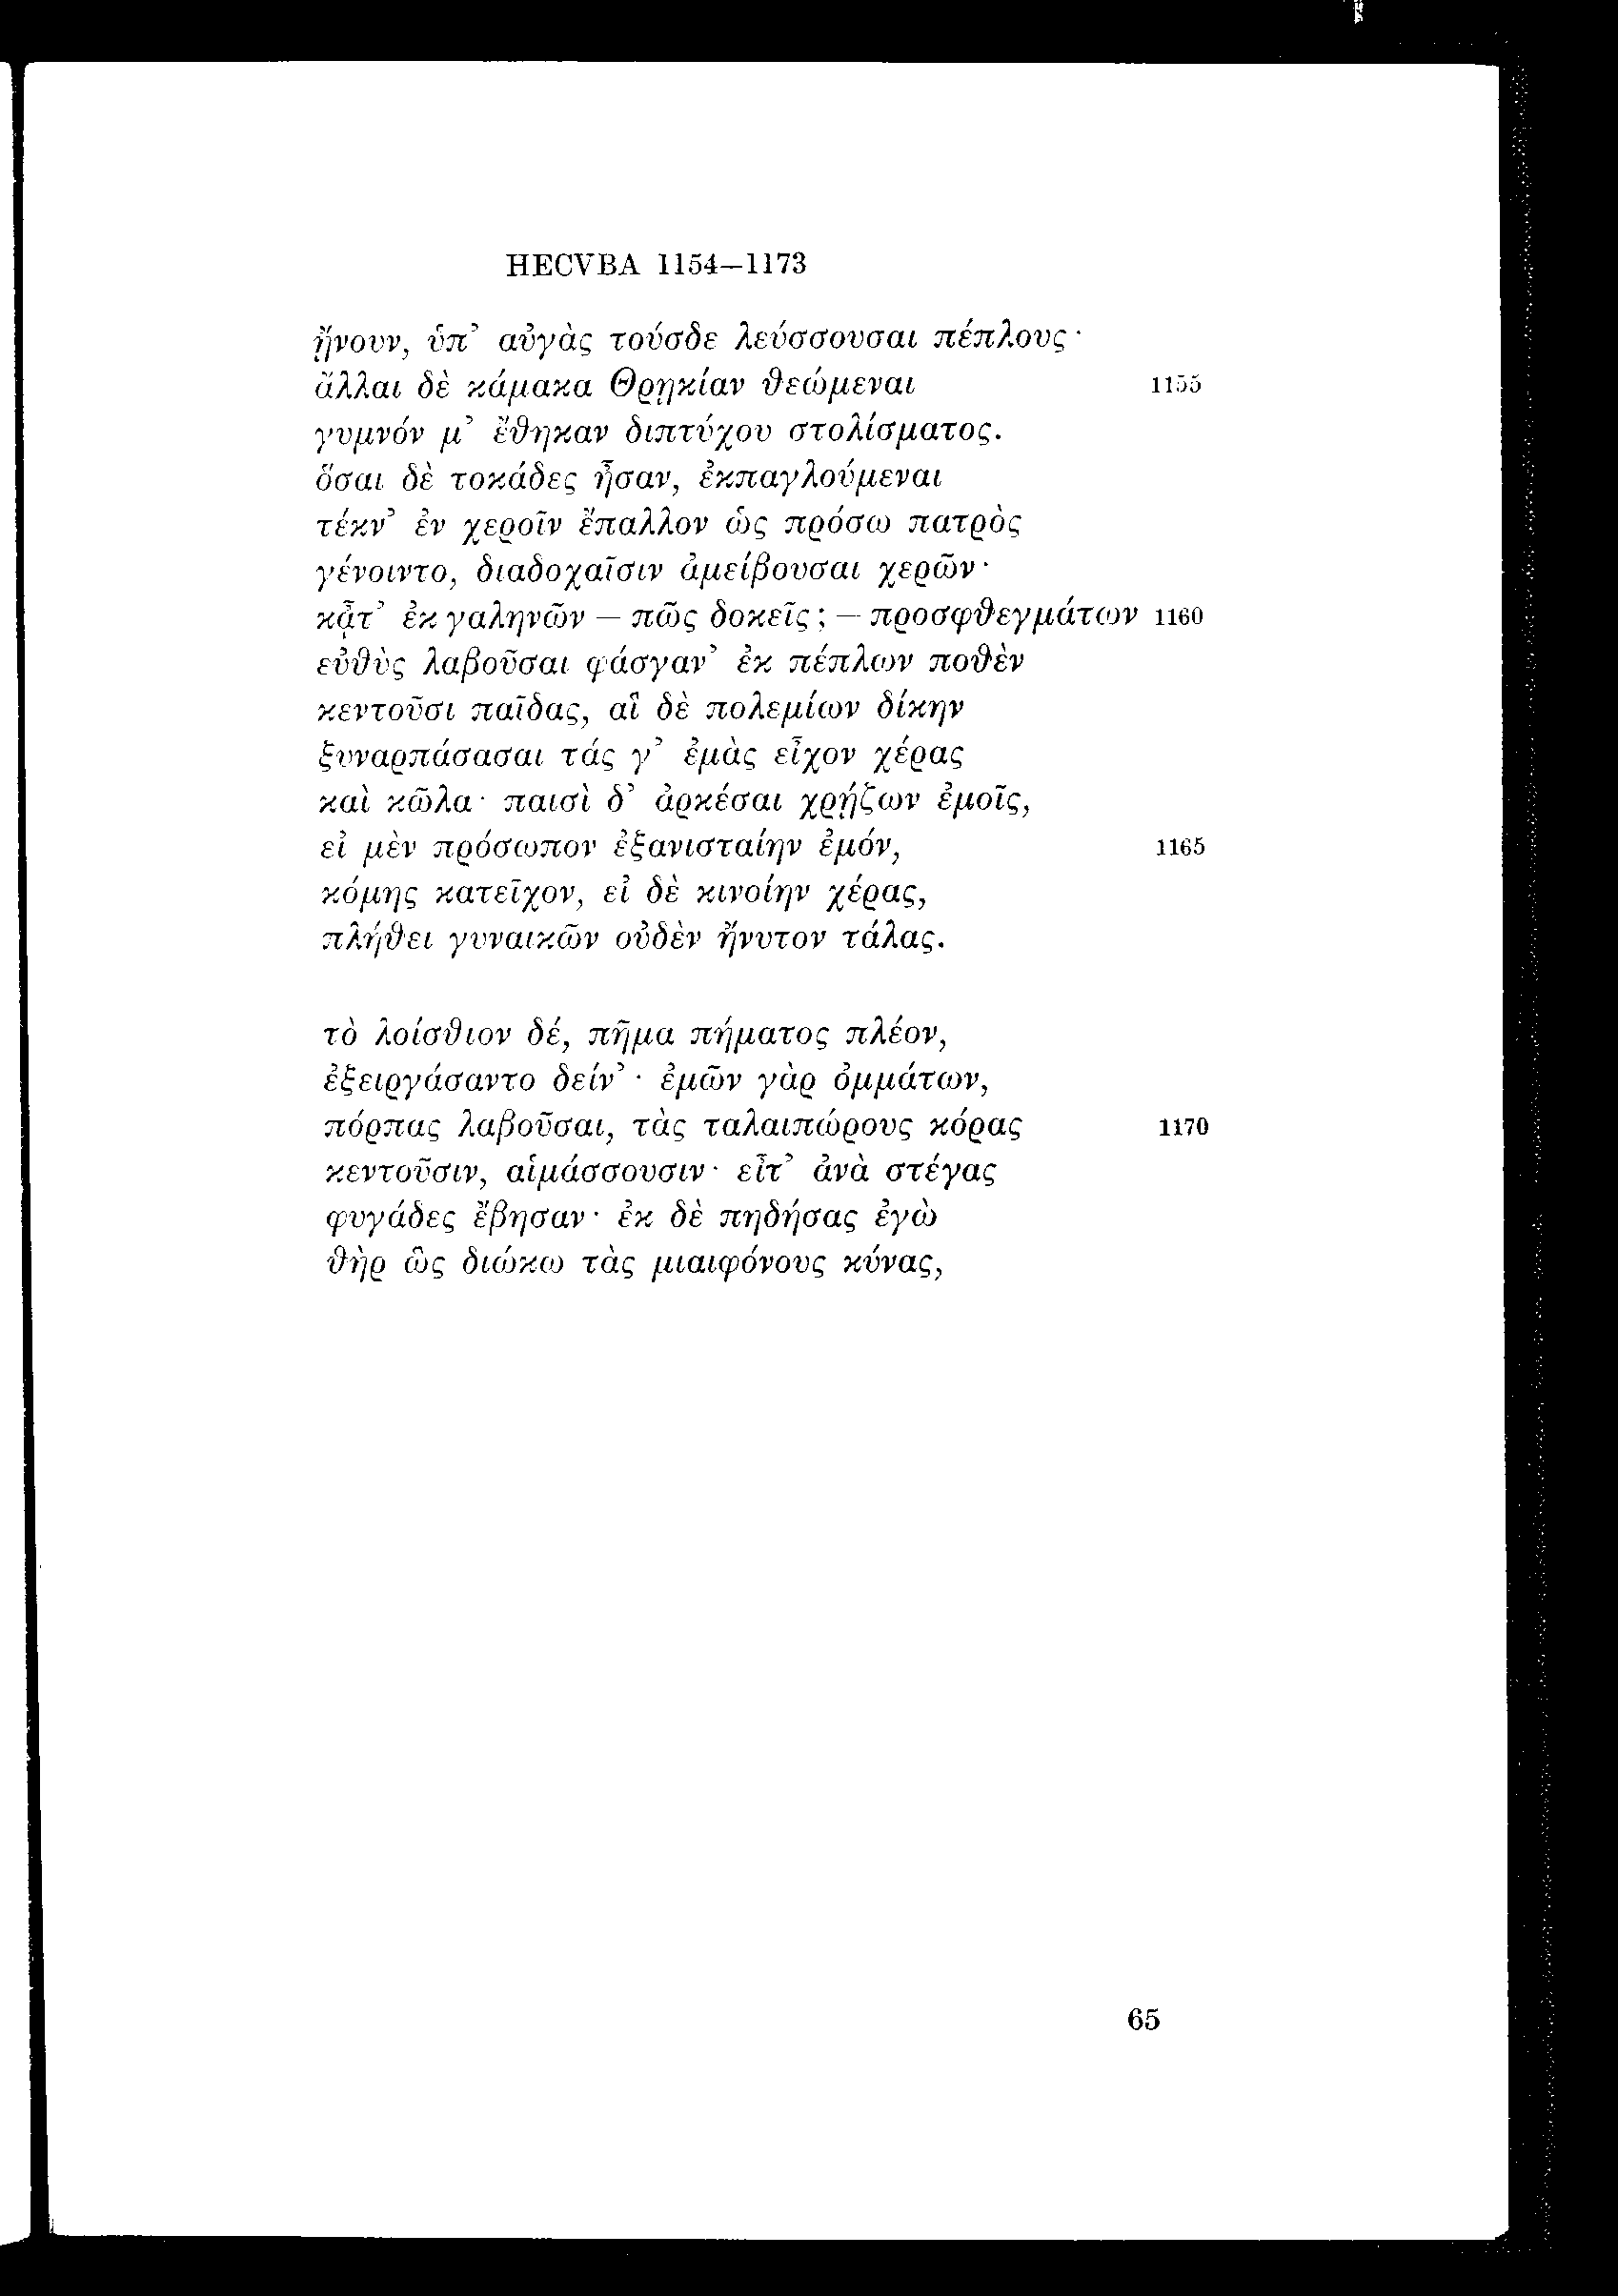 HECVBA 1154–1173
ᾔνουν, ὑπ’ αὐγὰς τούσδε λεύσσουσαι πέπλους·
ἄλλαι δὲ κάμακα Θρῃκίαν θεώμεναι 1155
γυμνόν μ’ ἔθηκαν διπτύχου στολίσματος.
ὅσαι δὲ τοκάδες ἦσαν, ἐκπαγλούμεναι
τέκν’ ἐν χεροῖν ἔπαλλον ὡς πρόσω πατρὸς
γένοιντο, διαδοχαῖσιν ἀμείβουσαι χερῶν·
κᾆτ’ ἐκ γαληνῶν – πῶς δοκεῖς; – προσφθεγμάτων 1160
εὐθὺς λαβοῦσαι φάσγαν’ ἐκ πέπλων ποθὲν
κεντοῦσι παῖδας, αἳ δὲ πολεμίων δίκην
ξυναρπάσασαι τάς γ’ ἐμὰς εἶχον χέρας
καὶ κῶλα· παισὶ δ’ ἀρκέσαι χρῄζων ἐμοῖς,
εἰ μὲν πρόσωπον ἐξανισταίην ἐμόν, 1165
κόμης κατεῖχον, εἰ δὲ κινοίην χέρας,
πλήθει γυναικῶν οὐδὲν ἤνυτον τάλας.
τὸ λοίσθιον δέ, πῆμα πήματος πλέον,
ἐξειργάσαντο δείν’· ἐμῶν γὰρ ὀμμάτων,
πόρπας λαβοῦσαι, τὰς ταλαιπώρους κόρας 1170
κεντοῦσιν, αἱμάσσουσιν· εἶτ’ ἀνὰ στέγας
φυγάδες ἔβησαν· ἐκ δὲ πηδήσας ἐγὼ
θὴρ ὣς διώκω τὰς μιαιφόνους κύνας,
65